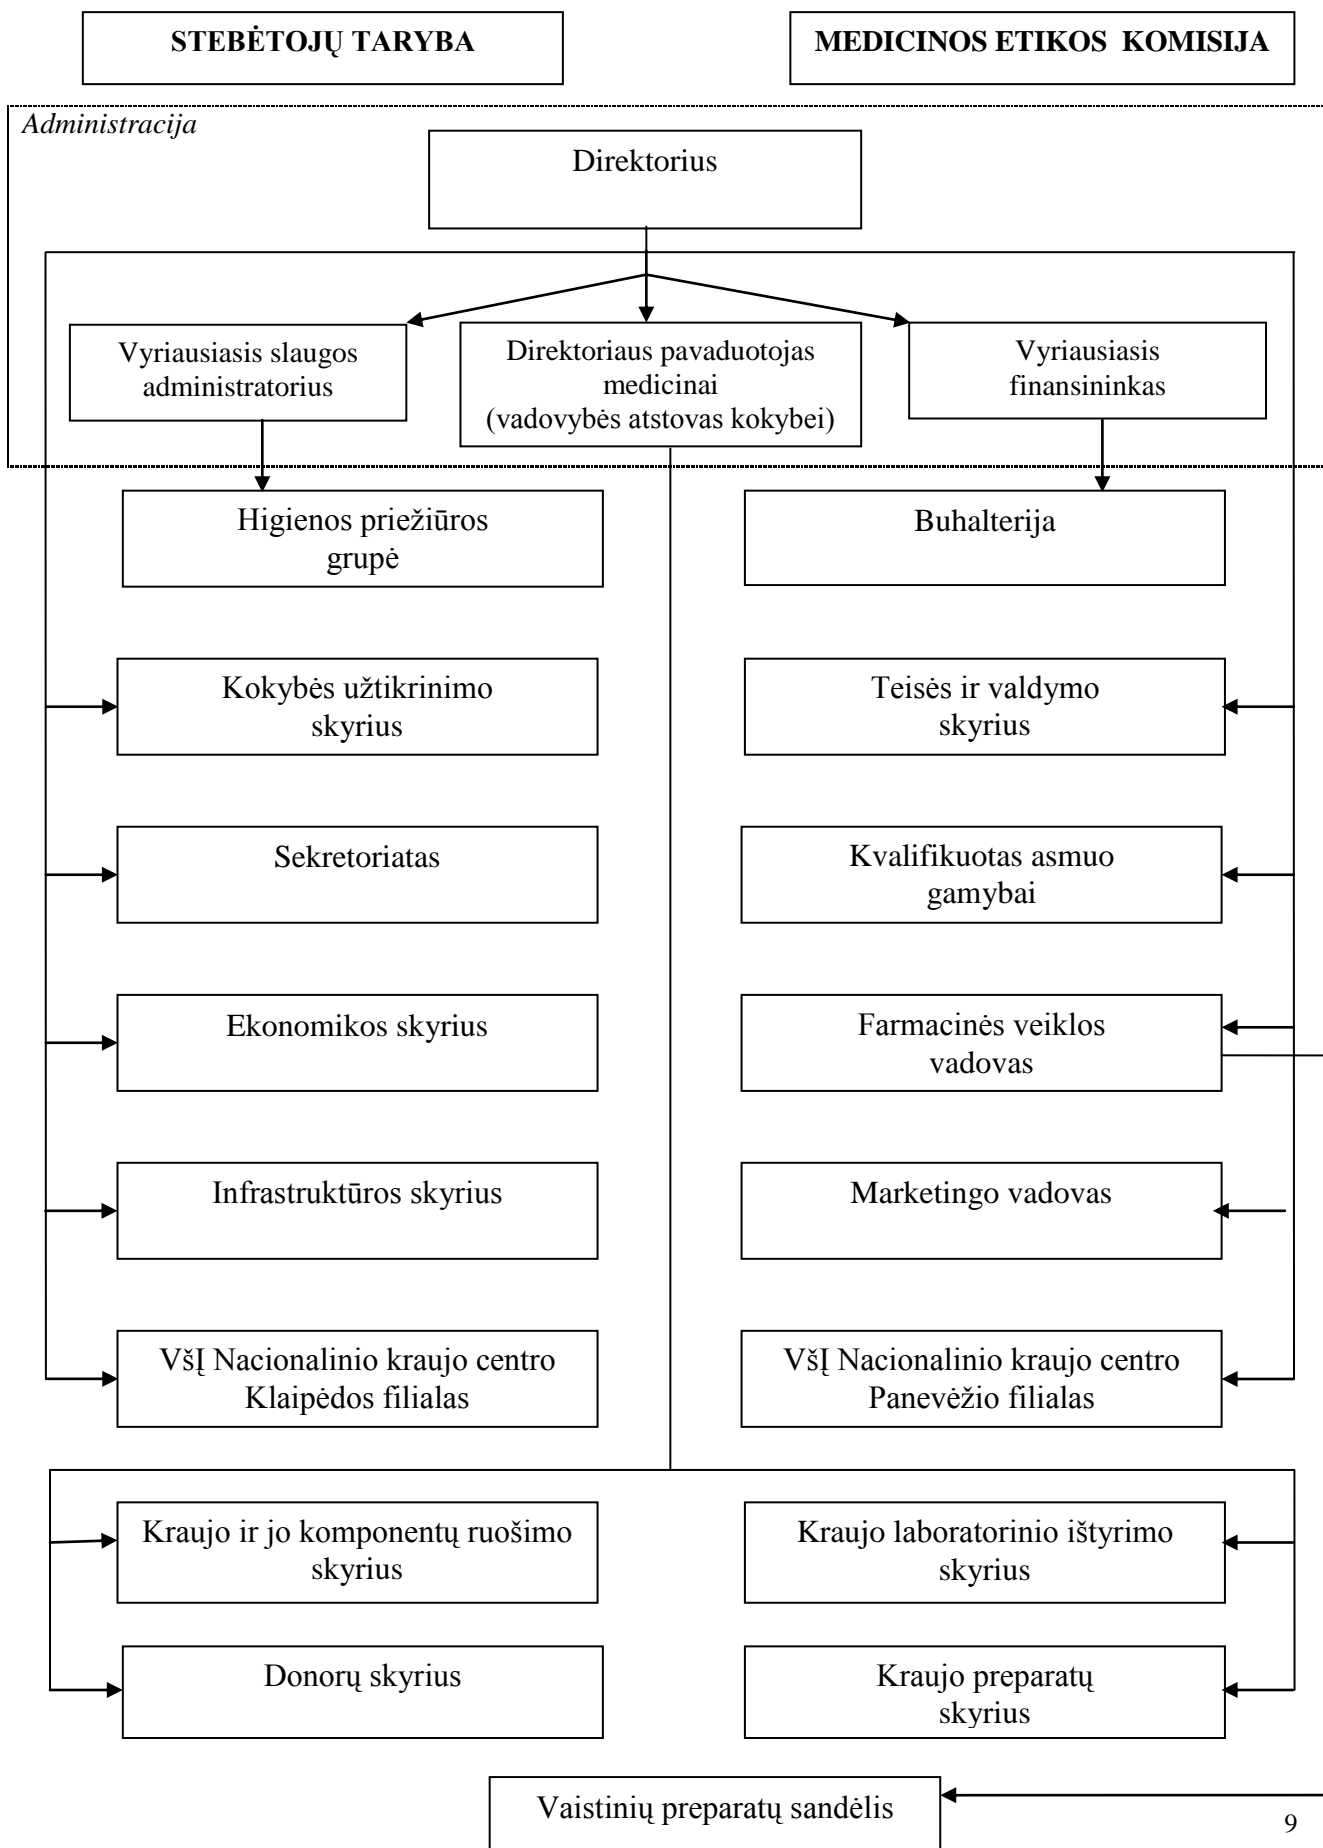 STEBĖTOJŲ TARYBA
MEDICINOS ETIKOS KOMISIJA
Administracija
Direktorius
Vyriausiasis slaugos
administratorius
Direktoriaus pavaduotojas
medicinai
(vadovybės atstovas kokybei)
Vyriausiasis
finansininkas
Higienos priežiūros
grupė
Buhalterija
Kokybės užtikrinimo
skyrius
Teisės ir valdymo
skyrius
Sekretoriatas
Kvalifikuotas asmuo
gamybai
Ekonomikos skyrius
Farmacinės veiklos
vadovas
Infrastruktūros skyrius
Marketingo vadovas
VšĮ Nacionalinio kraujo centro
Klaipėdos filialas
VšĮ Nacionalinio kraujo centro
Panevėžio filialas
Kraujo ir jo komponentų ruošimo
skyrius
Kraujo laboratorinio ištyrimo
skyrius
Donorų skyrius
Kraujo preparatų
skyrius
Vaistinių preparatų sandėlis
9